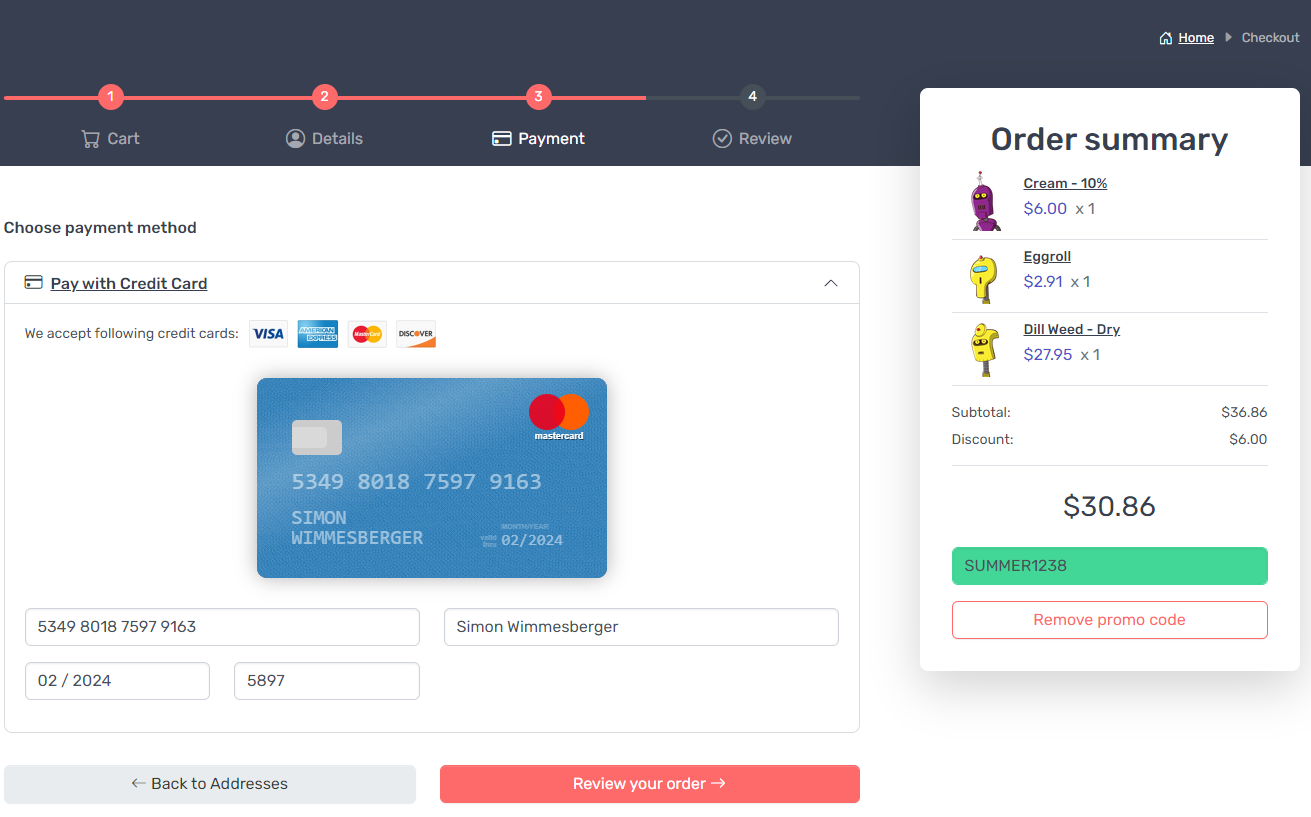 Home Checkout
1 2 3 4
Cart Details Payment Review
Choose payment method
Pay with Credit Card
We accept following credit cards: VISA AMERICAN EXPRESS MasterCard DISCOVER
mastercard
5349 8018 7597 9163
SIMON
WIMMESBERGER
MONTH/YEAR
valid
thru 02/2024
5349 8018 7597 9163 Simon Wimmesberger
02 / 2024 5897
← Back to Addresses Review your order →
Order summary
Cream - 10%
$6.00 x 1
Eggroll
$2.91 x 1
Dill Weed - Dry
$27.95 x 1
Subtotal: $36.86
Discount: $6.00
$30.86
SUMMER1238
Remove promo code